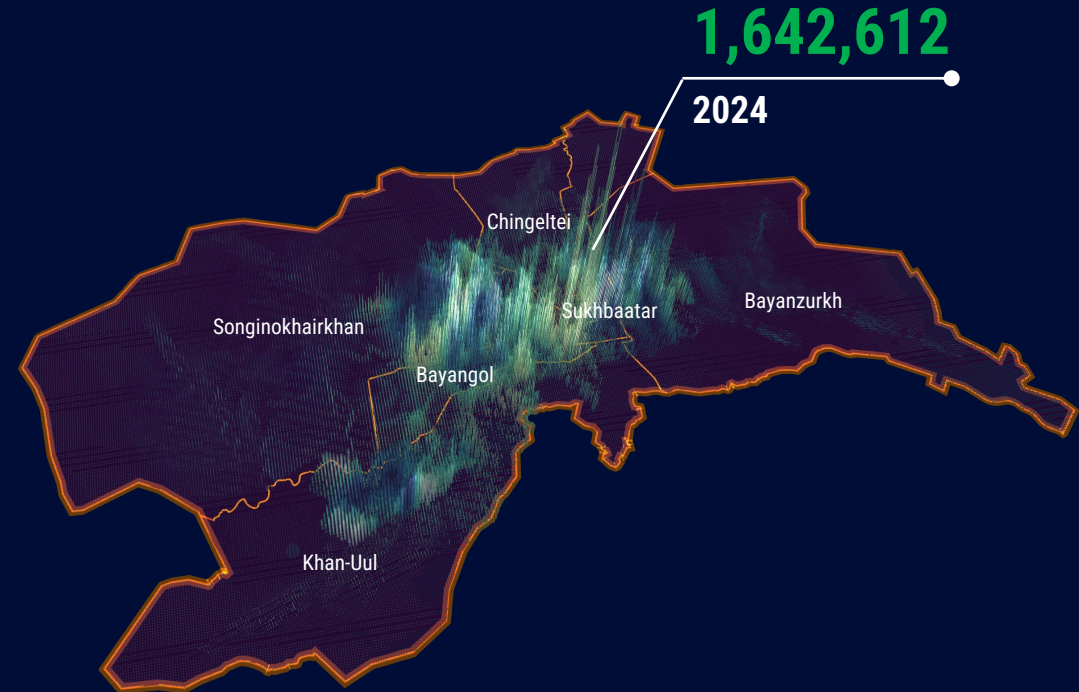 1,642,612
2024
Chingeltei
Sukhbaatar
Bayanzurkh
Songinokhairkhan
Bayangol
Khan-Uul